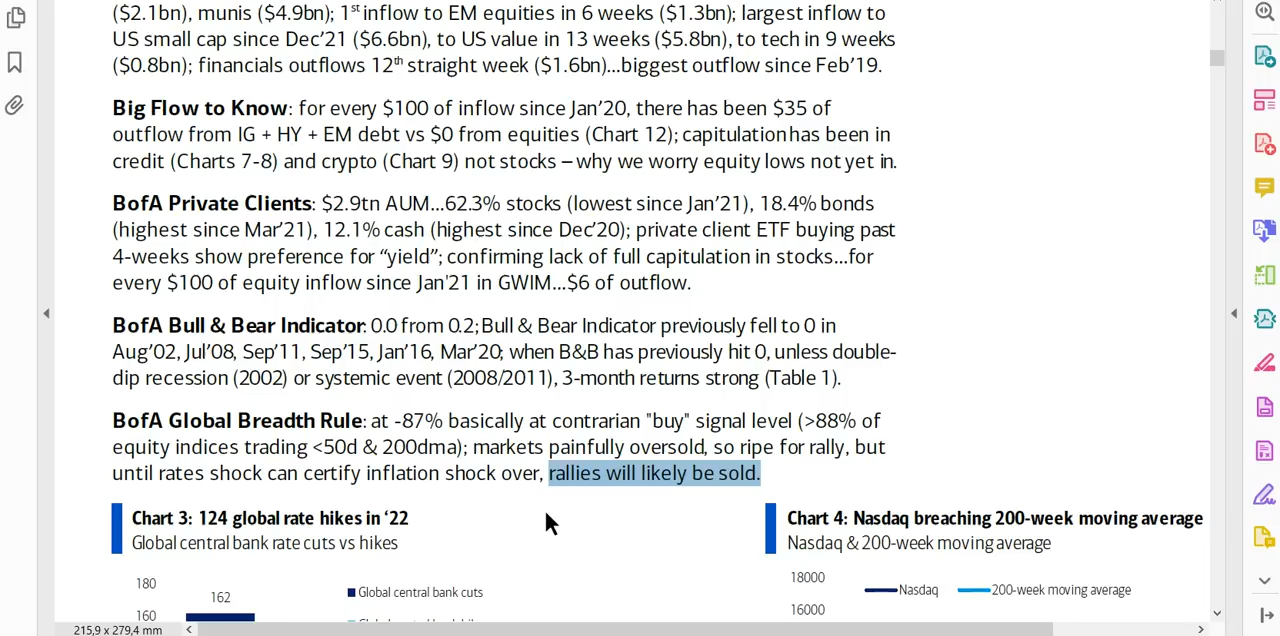 ($2.1bn), munis ($4.9bn); 1st inflow to EM equities in 6 weeks ($1.3bn); largest inflow to
US small cap since Dec’21 ($6.6bn), to US value in 13 weeks ($5.8bn), to tech in 9 weeks
($0.8bn); financials outflows 12th straight week ($1.6bn)…biggest outflow since Feb’19.
Big Flow to Know: for every $100 of inflow since Jan’20, there has been $35 of
outflow from IG + HY + EM debt vs $0 from equities (Chart 12); capitulation has been in
credit (Charts 7-8) and crypto (Chart 9) not stocks – why we worry equity lows not yet in.
BofA Private Clients: $2.9tn AUM…62.3% stocks (lowest since Jan’21), 18.4% bonds
(highest since Mar’21), 12.1% cash (highest since Dec’20); private client ETF buying past
4-weeks show preference for “yield”; confirming lack of full capitulation in stocks…for
every $100 of equity inflow since Jan'21 in GWIM…$6 of outflow.
BofA Bull & Bear Indicator: 0.0 from 0.2; Bull & Bear Indicator previously fell to 0 in
Aug’02, Jul’08, Sep’11, Sep’15, Jan’16, Mar’20; when B&B has previously hit 0, unless double-
dip recession (2002) or systemic event (2008/2011), 3-month returns strong (Table 1).
BofA Global Breadth Rule: at -87% basically at contrarian "buy" signal level (>88% of
equity indices trading <50d & 200dma); markets painfully oversold, so ripe for rally, but
until rates shock can certify inflation shock over, rallies will likely be sold.
Chart 3: 124 global rate hikes in ‘22
Global central bank rate cuts vs hikes
180
162
160
Global central bank cuts
Chart 4: Nasdaq breaching 200-week moving average
Nasdaq & 200-week moving average
18000
16000
Nasdaq
200-week moving average
215,9 x 279,4 mm